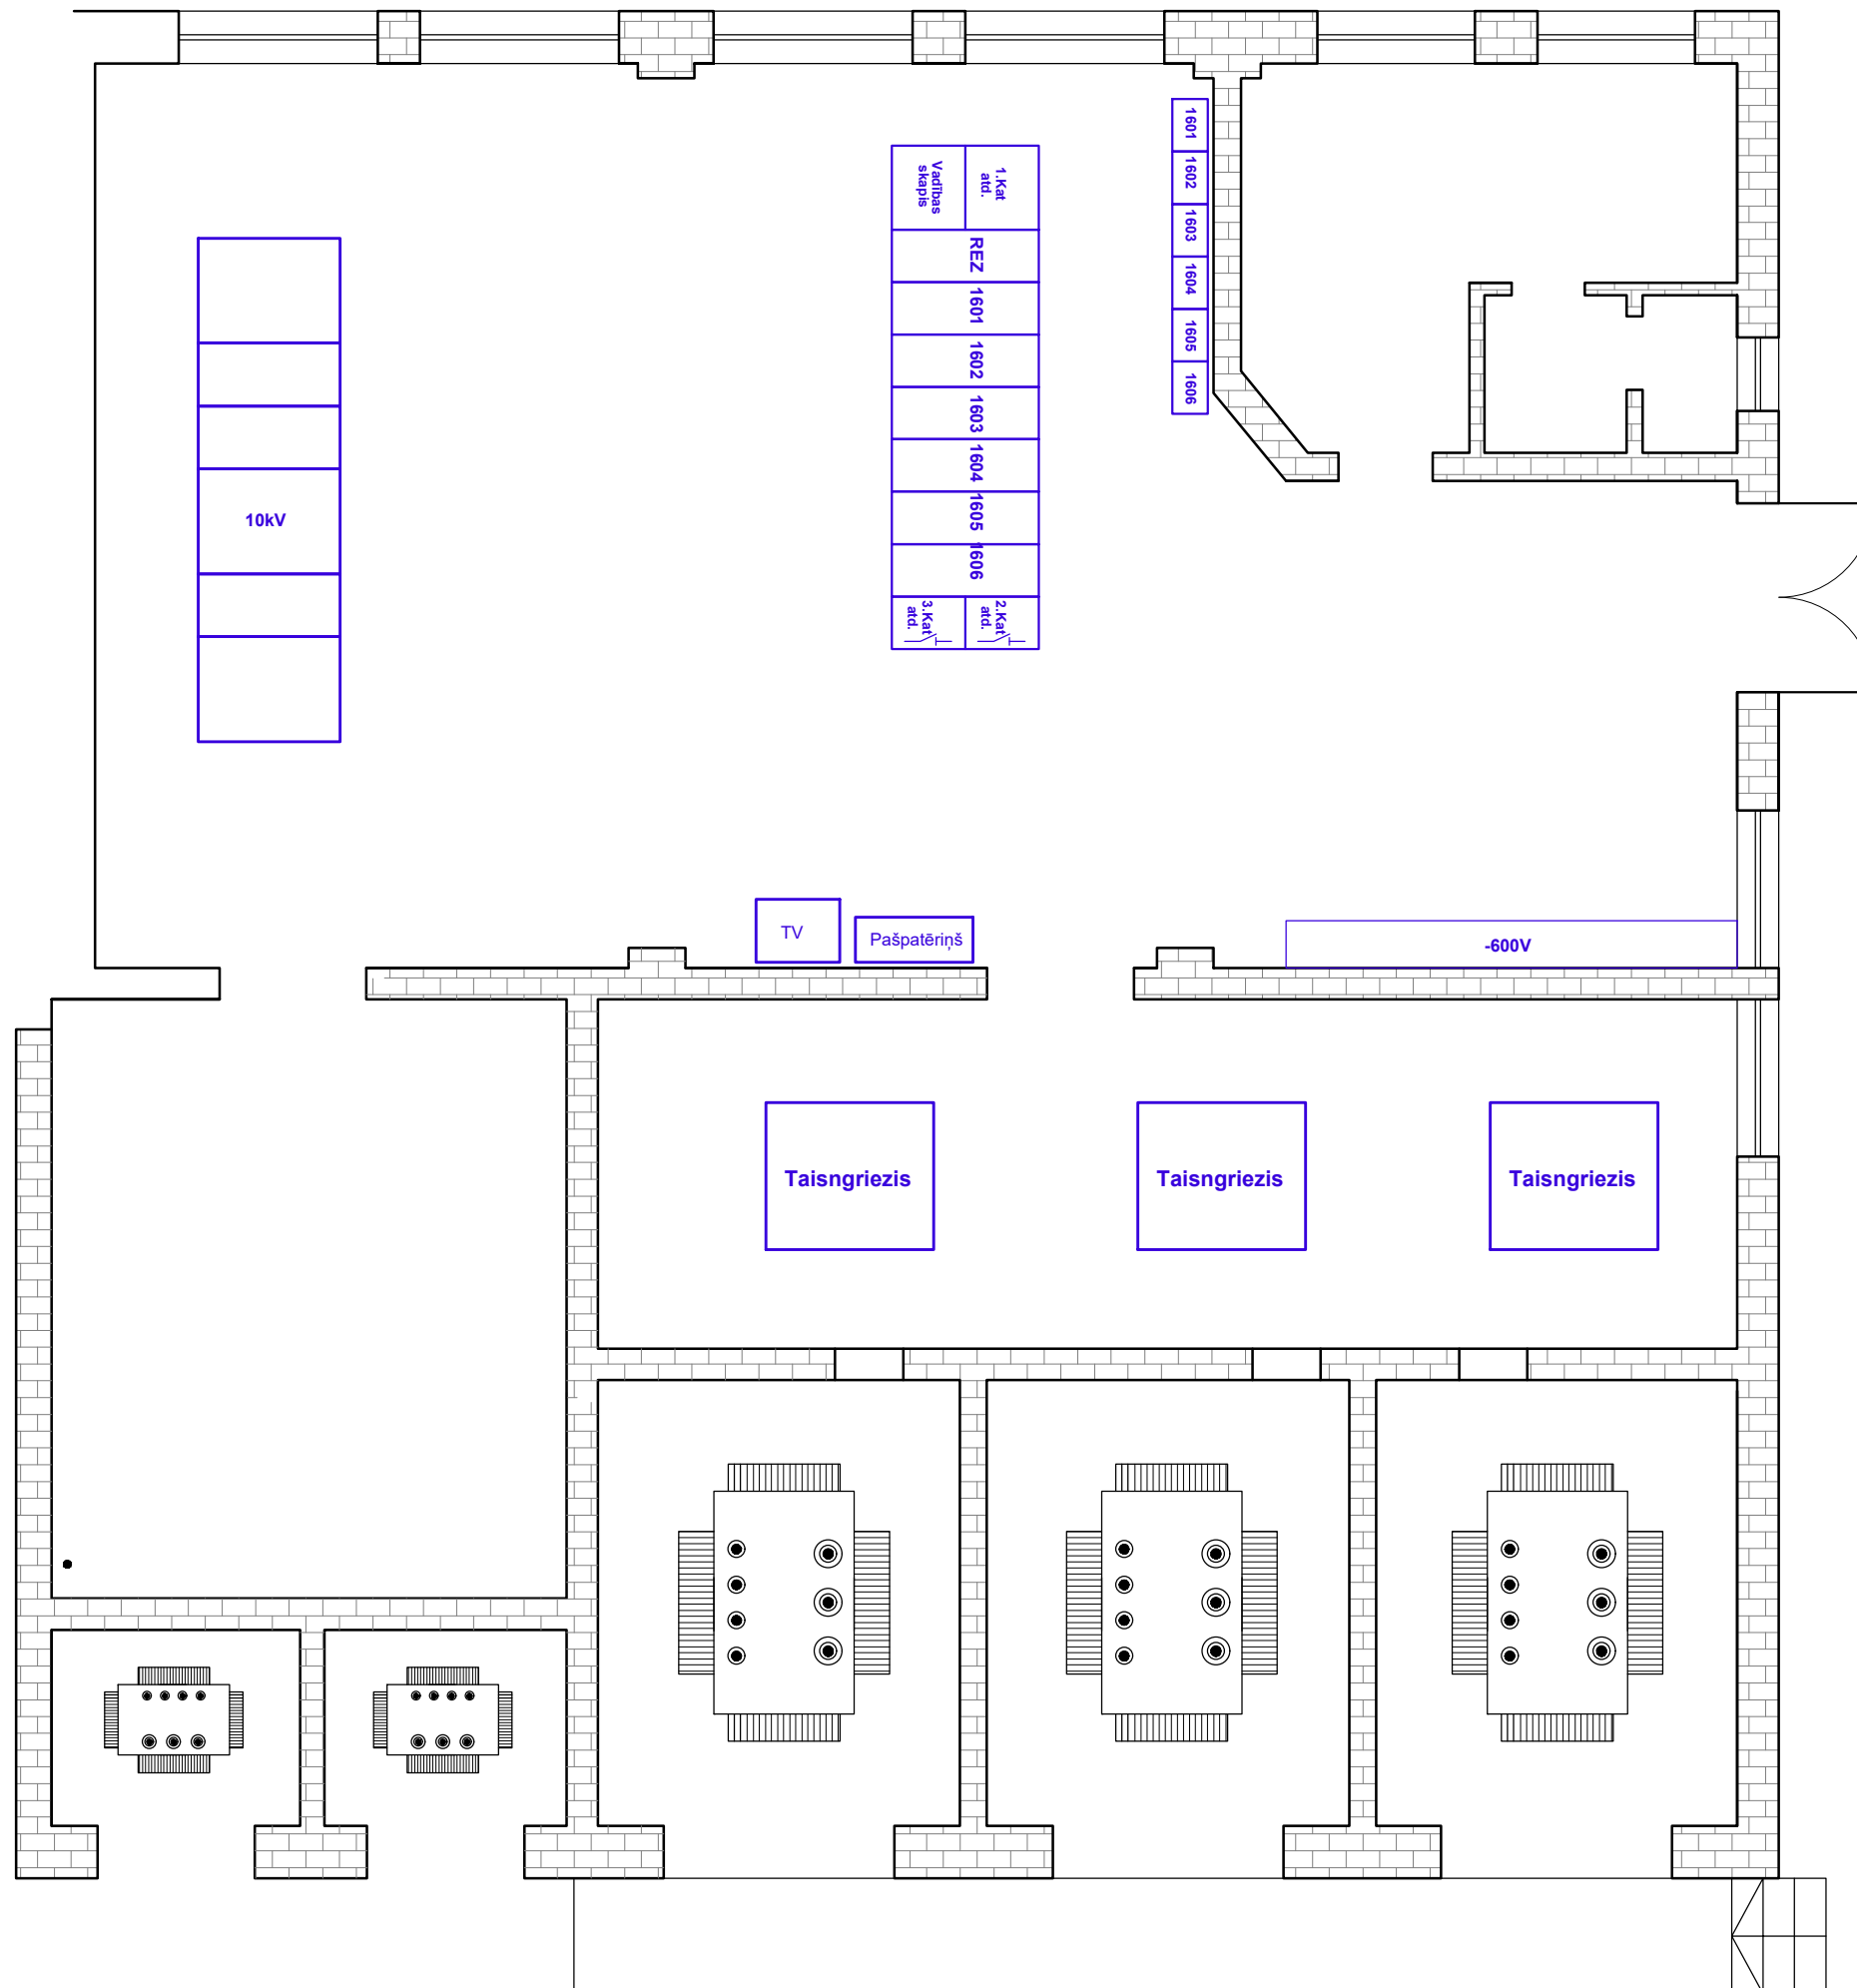 1601
1602
1603
1604
1605
1606
Vadības
skapis
1.Kat
atd.
REZ
1601
1602
1603
1604
1605
1606
3.Kat
atd.
2.Kat
atd.
10kV
TV
Pašpatēriņš
-600V
Taisngriezis
Taisngriezis
Taisngriezis